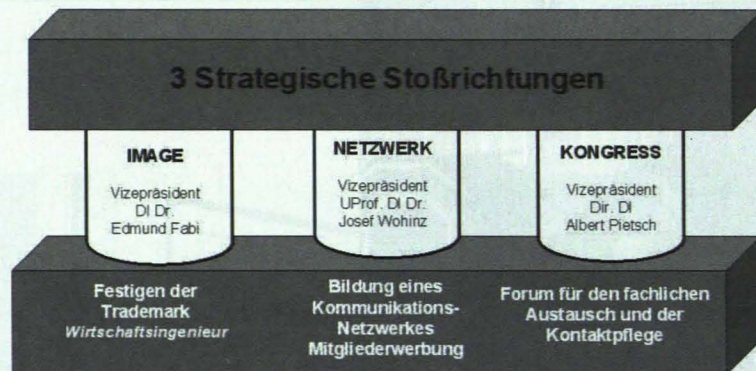 3 Strategische Stoßrichtungen
IMAGE
Vizepräsident
DI Dr.
Edmund Fabi
NETZWERK
Vizepräsident
UProf. DI Dr.
Josef Wohinz
KONGRESS
Vizepräsident
Dir. DI
Albert Pietsch
Festigen der
Trademark
Wirtschaftsingenieur
Bildung eines
Kommunikations-
Netzwerkes
Mitgliederwerbung
Forum für den fachlichen
Austausch und der
Kontaktpflege